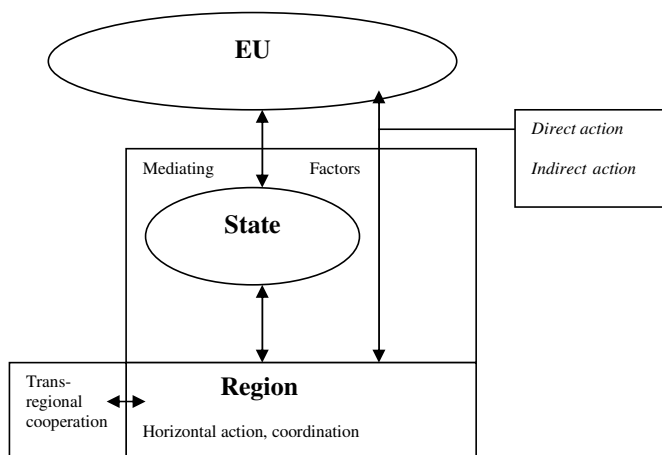 EU
Direct action
Indirect action
Mediating Factors
State
Region
Trans-
regional
cooperation
Horizontal action, coordination